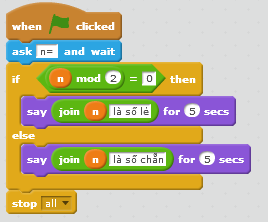 when clicked
ask n= and wait
if n mod 2 = 0 then
say join n là số lẻ for 5 secs
else
say join n là số chẵn for 5 secs
stop all